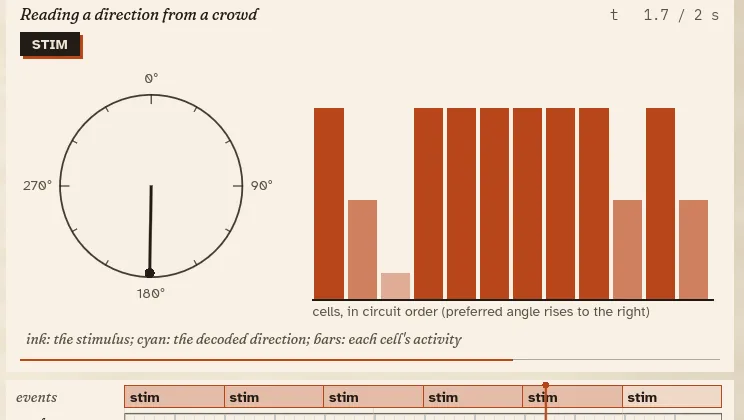 Reading a direction from a crowd
t 1.7 / 2 s
STIM
0°
270°
90°
180°
cells, in circuit order (preferred angle rises to the right)
ink: the stimulus; cyan: the decoded direction; bars: each cell's activity
events
stim stim stim stim stim stim